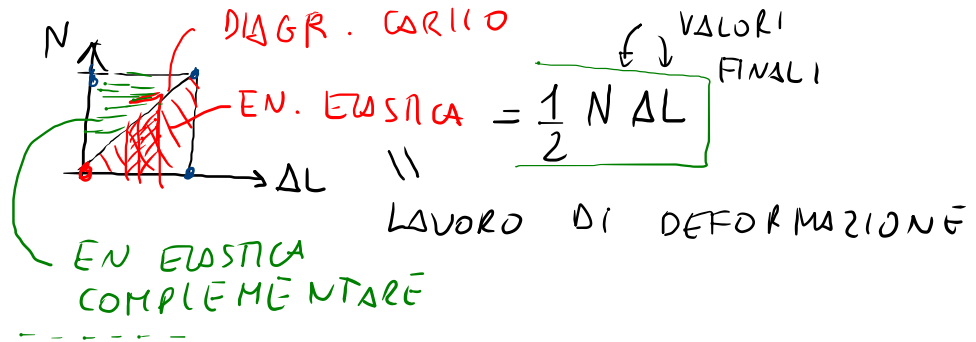 DIAGR. CARICO
N
VALORI
FINALI
EN. ELASTICA = 1/2 N ΔL
ΔL
"
LAVORO DI DEFORMAZIONE
EN ELASTICA
COMPLEMENTARE